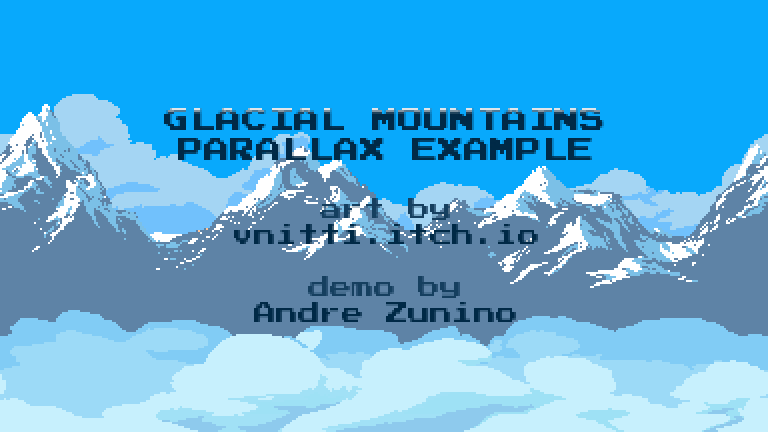 GLACIAL MOUNTAINS
PARALLAX EXAMPLE
art by
vnitti.itch.io
demo by
Andre Zunino